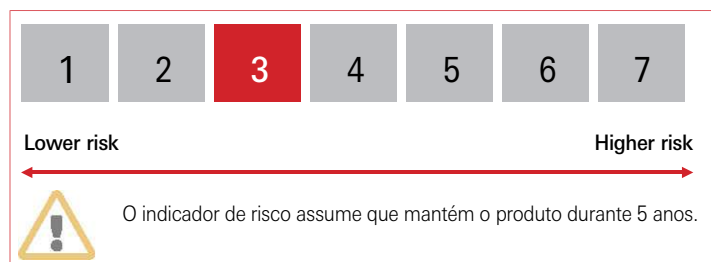 1 2 3 4 5 6 7
Lower risk Higher risk
O indicador de risco assume que mantém o produto durante 5 anos.